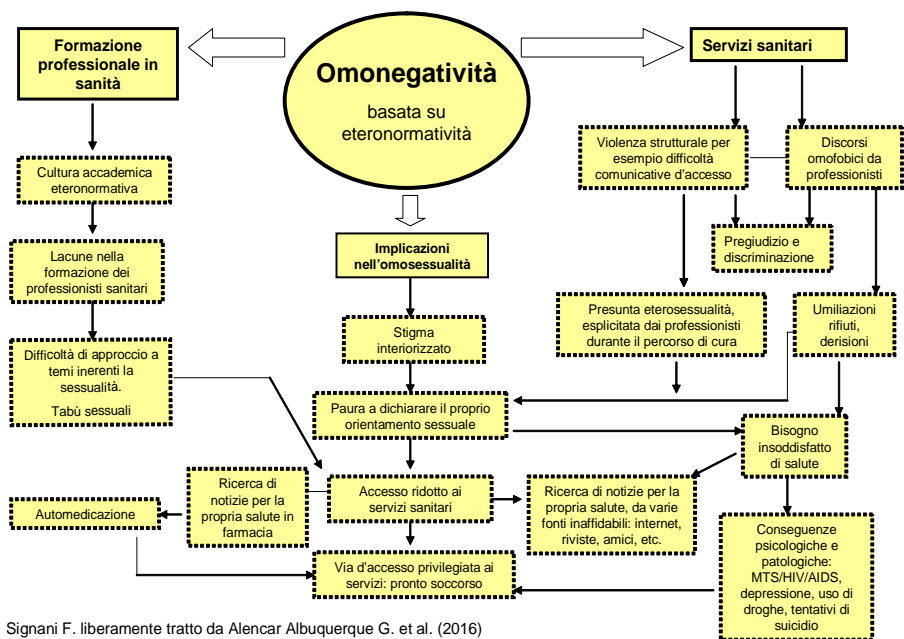 Formazione
professionale in
sanità
Omonegatività
basata su
eteronormatività
Servizi sanitari
Cultura accademica
eteronormativa
Violenza strutturale per
esempio difficoltà
comunicative d'accesso
Discorsi
omofobici da
professionisti
Lacune nella
formazione dei
professionisti sanitari
Implicazioni
nell'omosessualità
Pregiudizio e
discriminazione
Difficoltà di approccio a
temi inerenti la
sessualità.
Tabù sessuali
Stigma
interiorizzato
Presunta eterosessualità,
esplicitata dai professionisti
durante il percorso di cura
Umiliazioni
rifiuti,
derisioni
Paura a dichiarare il proprio
orientamento sessuale
Bisogno
insoddisfatto
di salute
Automedicazione
Ricerca di
notizie per la
propria salute in
farmacia
Accesso ridotto ai
servizi sanitari
Ricerca di notizie per la
propria salute, da varie
fonti inaffidabili: internet,
riviste, amici, etc.
Via d'accesso privilegiata ai
servizi: pronto soccorso
Conseguenze
psicologiche e
patologiche:
MTS/HIV/AIDS,
depressione, uso di
droghe, tentativi di
suicidio
Signani F. liberamente tratto da Alencar Albuquerque G. et al. (2016)